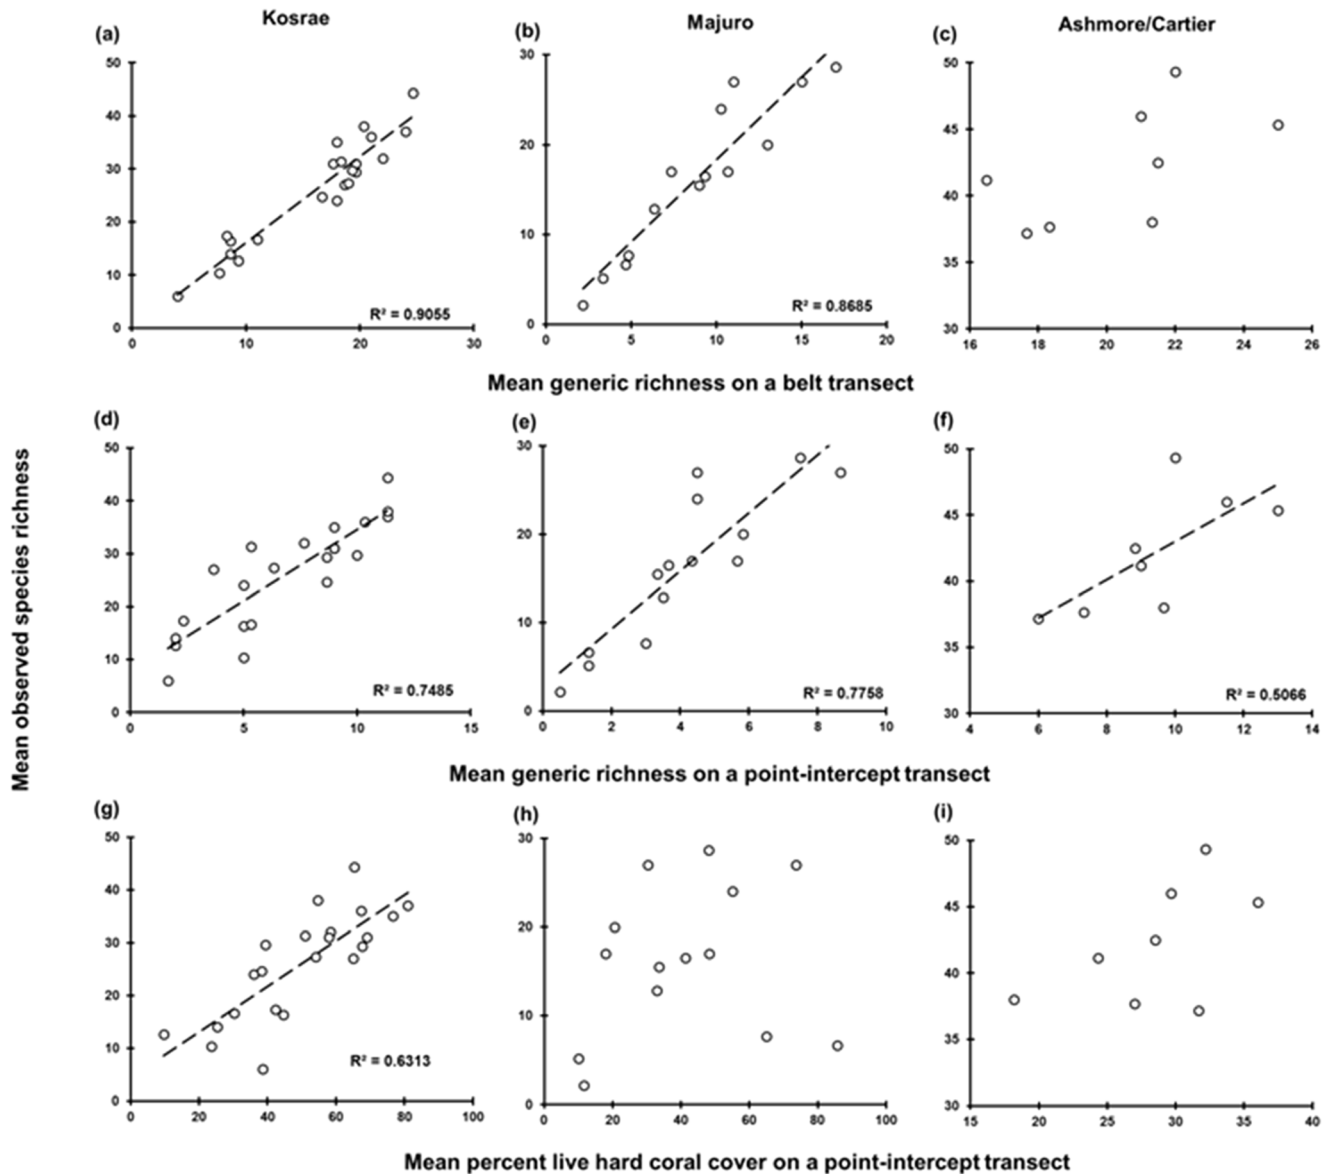 Kosrae
Majuro
Ashmore/Cartier
(a)
(b)
(c)
50
40
30
20
10
0
R² = 0.9055
0 10 20 30
30
20
10
0
R² = 0.8685
0 5 10 15 20
50
45
40
35
30
16 18 20 22 24 26
Mean generic richness on a belt transect
Mean observed species richness
(d)
(e)
(f)
50
40
30
20
10
0
R² = 0.7485
0 5 10 15
30
20
10
0
R² = 0.7758
0 2 4 6 8 10
50
45
40
35
30
R² = 0.5066
4 6 8 10 12 14
Mean generic richness on a point-intercept transect
(g)
(h)
(i)
50
40
30
20
10
0
R² = 0.6313
0 20 40 60 80 100
30
20
10
0
0 20 40 60 80 100
50
45
40
35
30
15 20 25 30 35 40
Mean percent live hard coral cover on a point-intercept transect